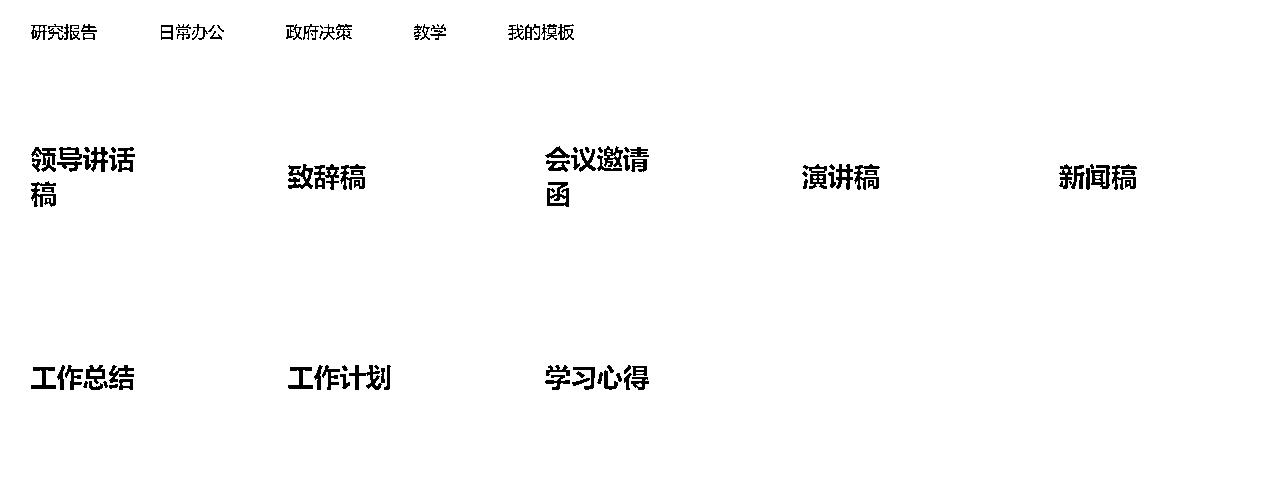 研究报告 日常办公 政府决策 教学 我的模板
领导讲话
稿
致辞稿
会议邀请
函
演讲稿
新闻稿
工作总结
工作计划
学习心得